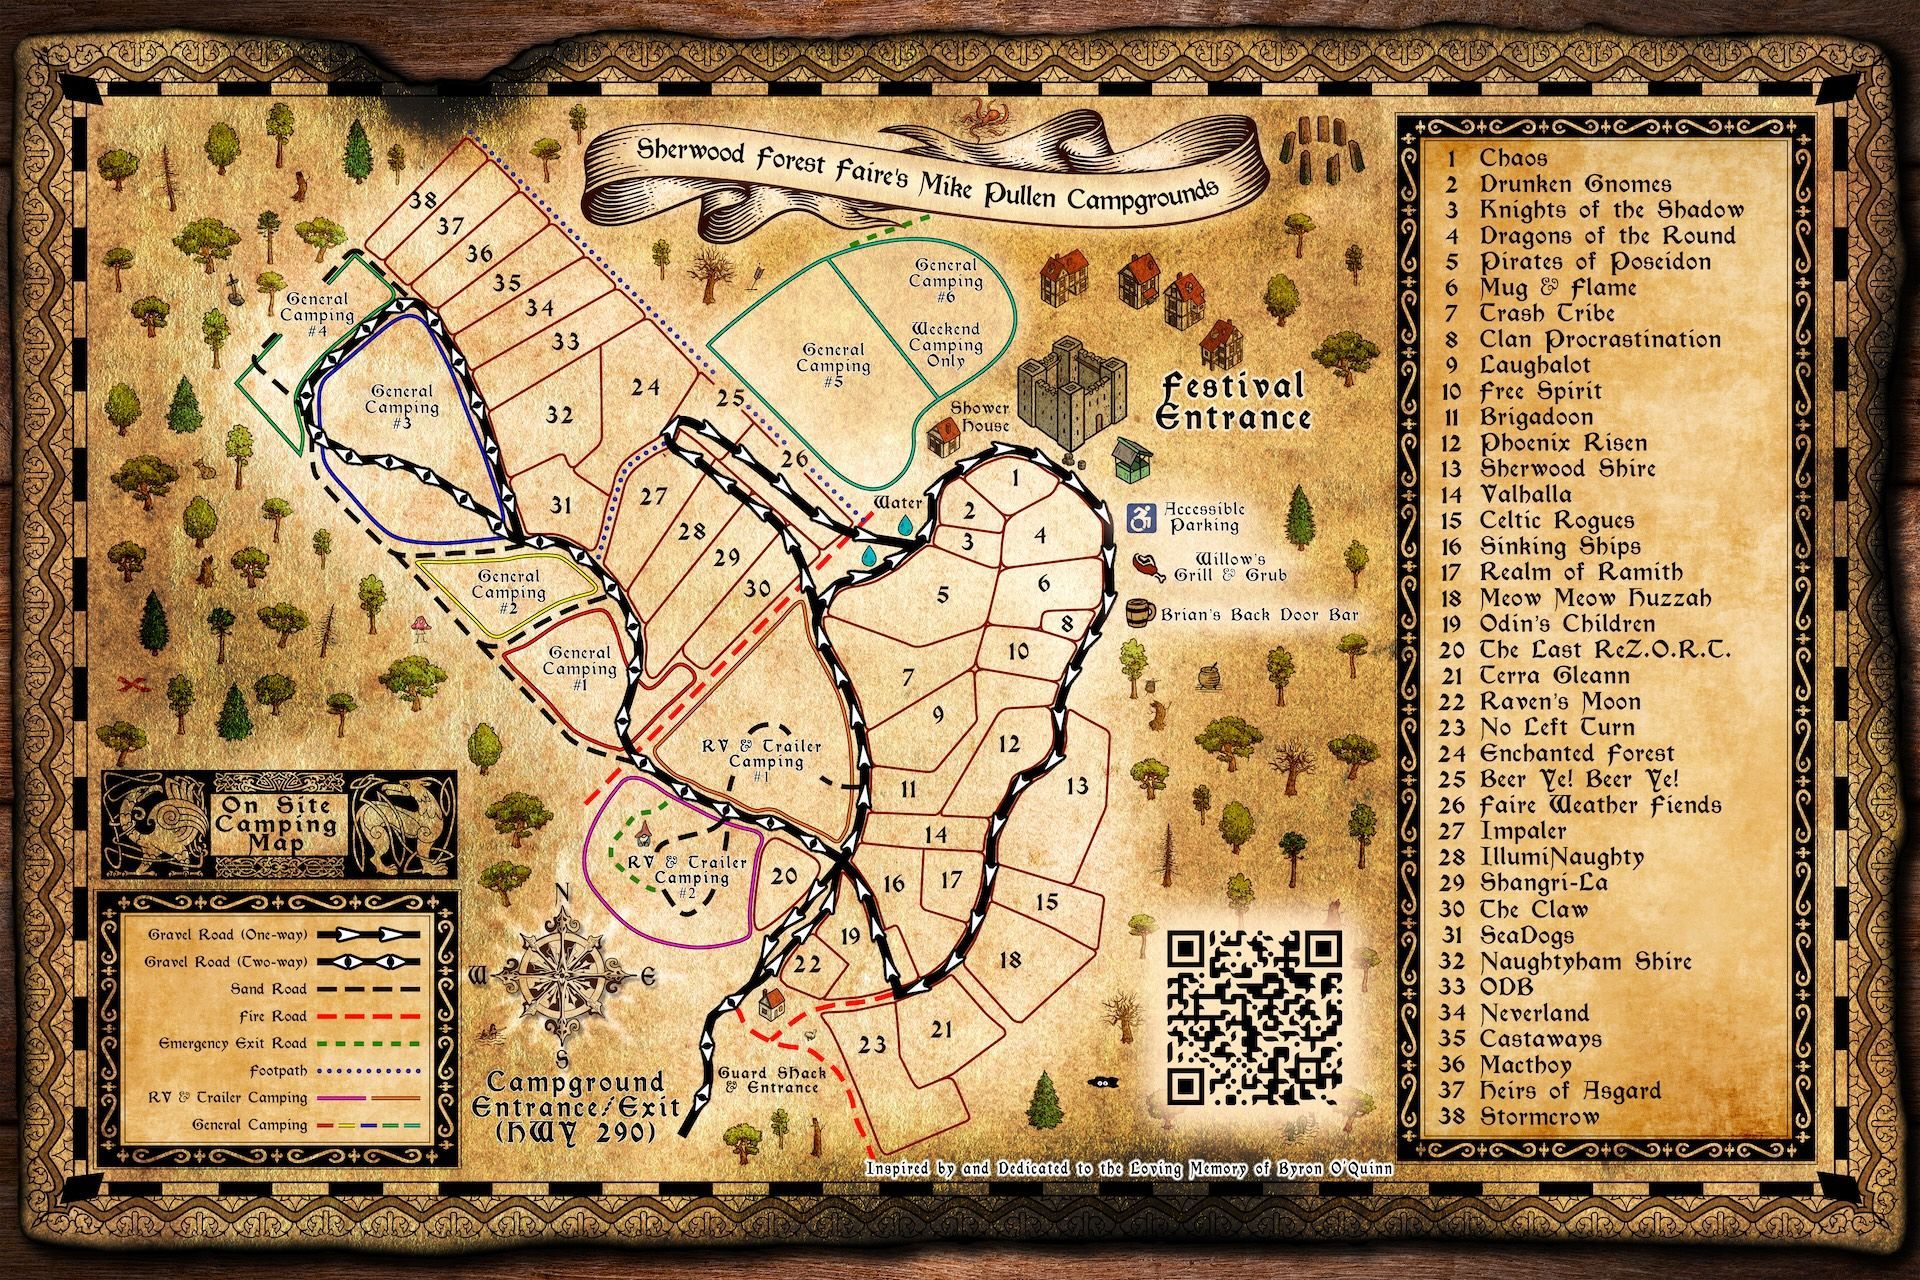 Sherwood Forest Faire's Mike Pullen Campgrounds
38
37
36
35
34
33
32
31
24
25
26
27
28
29
30
General
Camping
#4
General
Camping
#3
General
Camping
#2
General
Camping
#1
General
Camping
#5
General
Camping
#6
Weekend
Camping
Only
Shower
House
Festival
Entrance
Water
Accessible
Parking
Willow's
Grill & Grub
Brian's Back Door Bar
1
2
3
4
5
6
7
8
9
10
11
12
13
14
15
16
17
18
19
20
21
22
23
RV & Trailer
Camping
#1
RV & Trailer
Camping
#2
Guard Shack
& Entrance
Campground
Entrance/Exit
(HWY 290)
N
W
E
S
On Site
Camping
Map
Gravel Road (One-way)
Gravel Road (Two-way)
Sand Road
Fire Road
Emergency Exit Road
Footpath
RV & Trailer Camping
General Camping
1 Chaos
2 Drunken Gnomes
3 Knights of the Shadow
4 Dragons of the Round
5 Pirates of Poseidon
6 Mug & Flame
7 Trash Tribe
8 Clan Procrastination
9 Laughalot
10 Free Spirit
11 Brigadoon
12 Phoenix Risen
13 Sherwood Shire
14 Valhalla
15 Celtic Rogues
16 Sinking Ships
17 Realm of Ramith
18 Meow Meow Huzzah
19 Odin's Children
20 The Last ReZ.O.R.T.
21 Terra Gleann
22 Raven's Moon
23 No Left Turn
24 Enchanted Forest
25 Beer Ye! Beer Ye!
26 Faire Weather Fiends
27 Impaler
28 IllumiNaughty
29 Shangri-La
30 The Claw
31 SeaDogs
32 Naughtyham Shire
33 ODB
34 Neverland
35 Castaways
36 Macthoy
37 Heirs of Asgard
38 Stormcrow
Inspired by and Dedicated to the Loving Memory of Byron O'Quinn